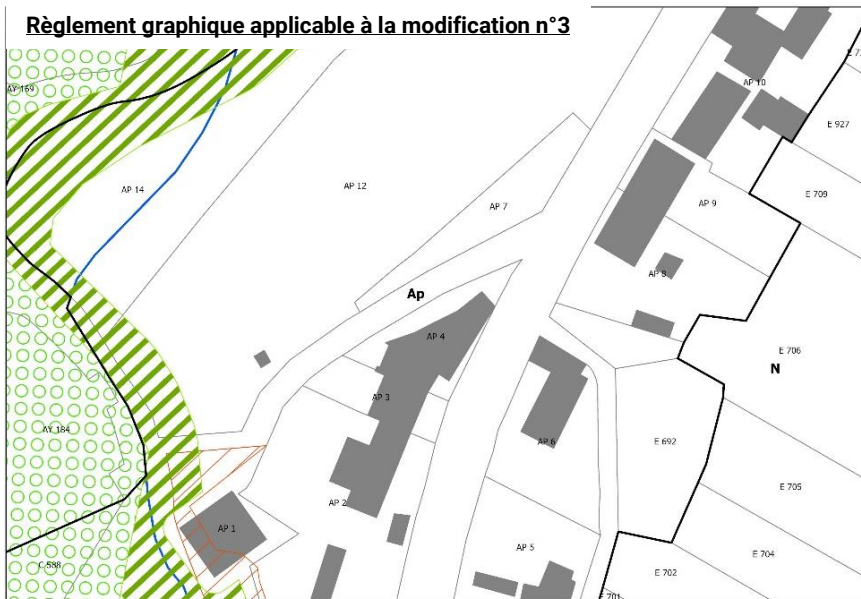 Règlement graphique applicable à la modification n°3
AY 169
AP 10
E 927
AP 14
AP 12
E 709
AP 7
AP 9
AP 8
Ap
AP 4
E 706
N
AP 3
AY 184
AP 6
E 692
E 705
AP 2
AP 1
AP 5
E 704
C 588
E 702
E 701